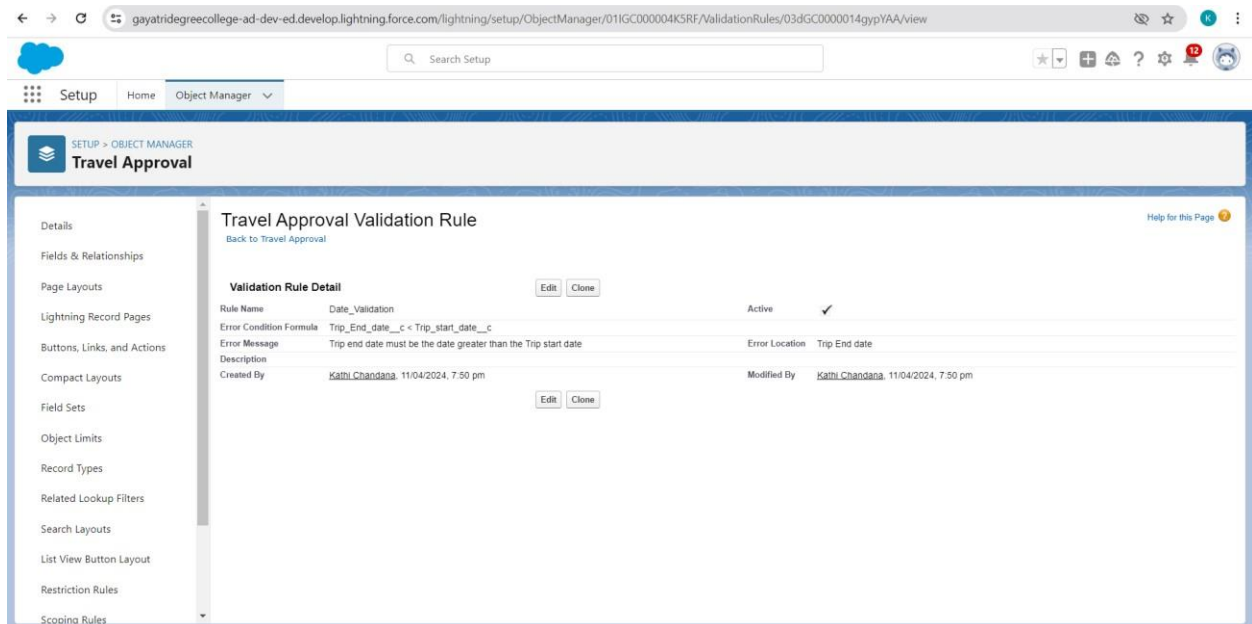 gayatridegreecollege-ad-dev-ed.develop.lightning.force.com/lightning/setup/ObjectManager/01IGC000004K5RF/ValidationRules/03dGC0000014gypYAA/view
K
Search Setup
12
Setup Home Object Manager
SETUP > OBJECT MANAGER
Travel Approval
Details
Fields & Relationships
Page Layouts
Lightning Record Pages
Buttons, Links, and Actions
Compact Layouts
Field Sets
Object Limits
Record Types
Related Lookup Filters
Search Layouts
List View Button Layout
Restriction Rules
Scoping Rules
Travel Approval Validation Rule
Help for this Page
Back to Travel Approval
Validation Rule Detail Edit Clone
Rule Name Date_Validation Active ✓
Error Condition Formula Trip_End_date__c < Trip_start_date__c
Error Message Trip end date must be the date greater than the Trip start date Error Location Trip End date
Description
Created By Kathi Chandana, 11/04/2024, 7:50 pm Modified By Kathi Chandana, 11/04/2024, 7:50 pm
Edit Clone